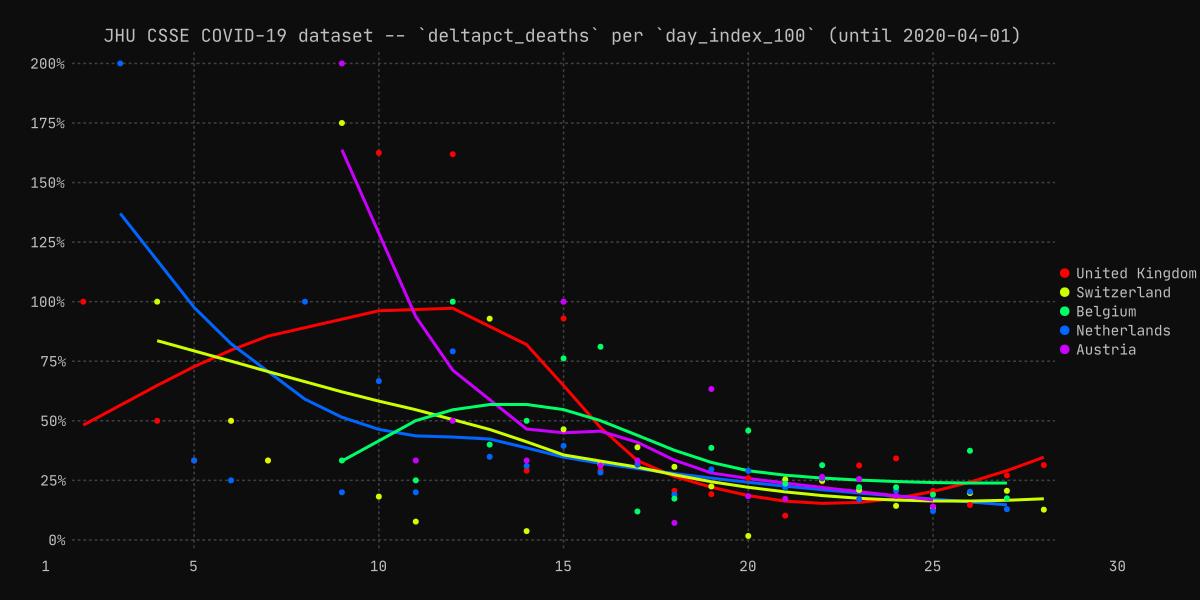 JHU CSSE COVID-19 dataset -- `deltapct_deaths` per `day_index_100` (until 2020-04-01)
200%
175%
150%
125%
100%
75%
50%
25%
0%
1 5 10 15 20 25 30
United Kingdom
Switzerland
Belgium
Netherlands
Austria